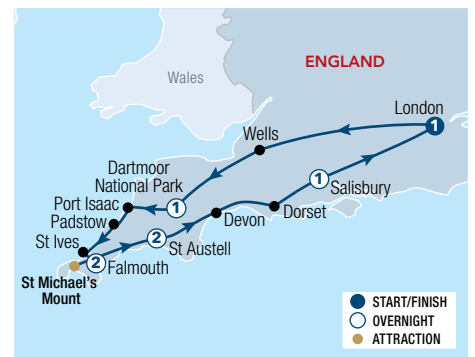 ENGLAND
Wales
London
1
Wells
Dartmoor
National Park
1
1
Salisbury
Port Isaac
Padstow
Devon
Dorset
St Ives
2
St Austell
2
Falmouth
St Michael's
Mount
START/FINISH
OVERNIGHT
ATTRACTION